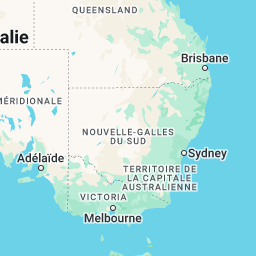 QUEENSLAND
alie
Brisbane
MÉRIDIONALE
NOUVELLE-GALLES
DU SUD
Adélaïde
Sydney
TERRITOIRE DE
LA CAPITALE
AUSTRALIENNE
VICTORIA
Melbourne